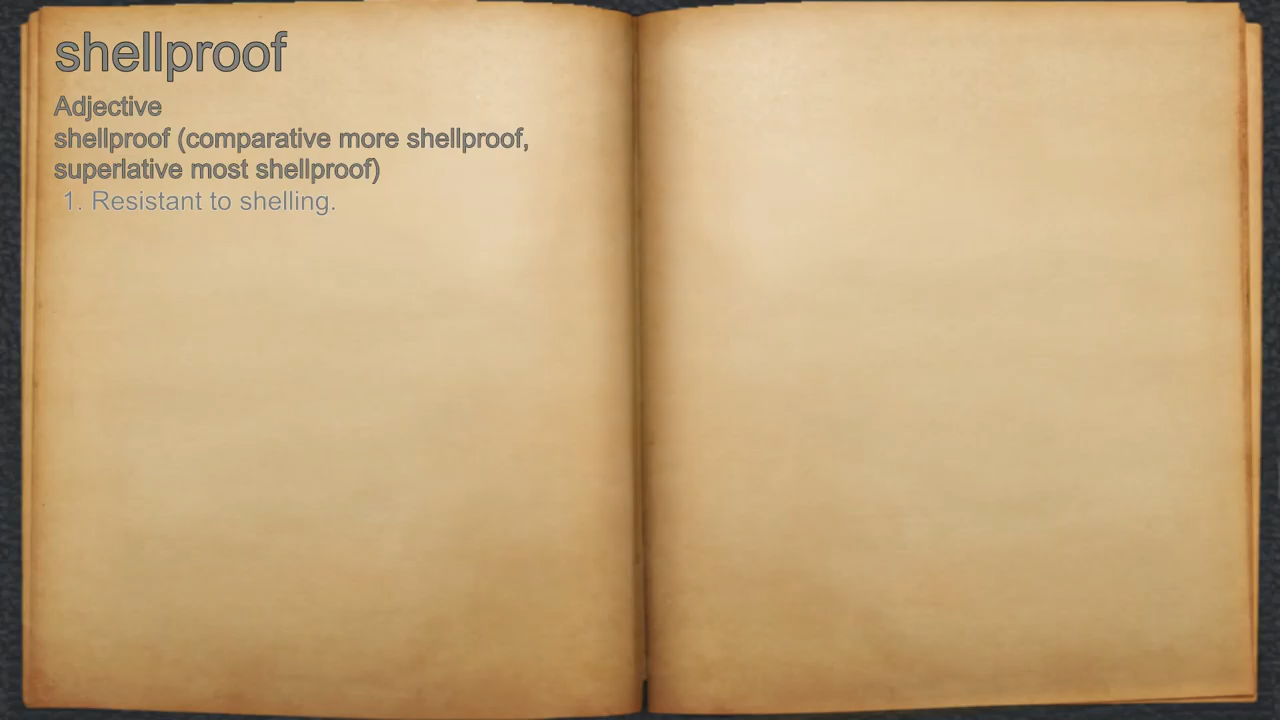 shellproof
Adjective
shellproof (comparative more shellproof,
superlative most shellproof)
1. Resistant to shelling.